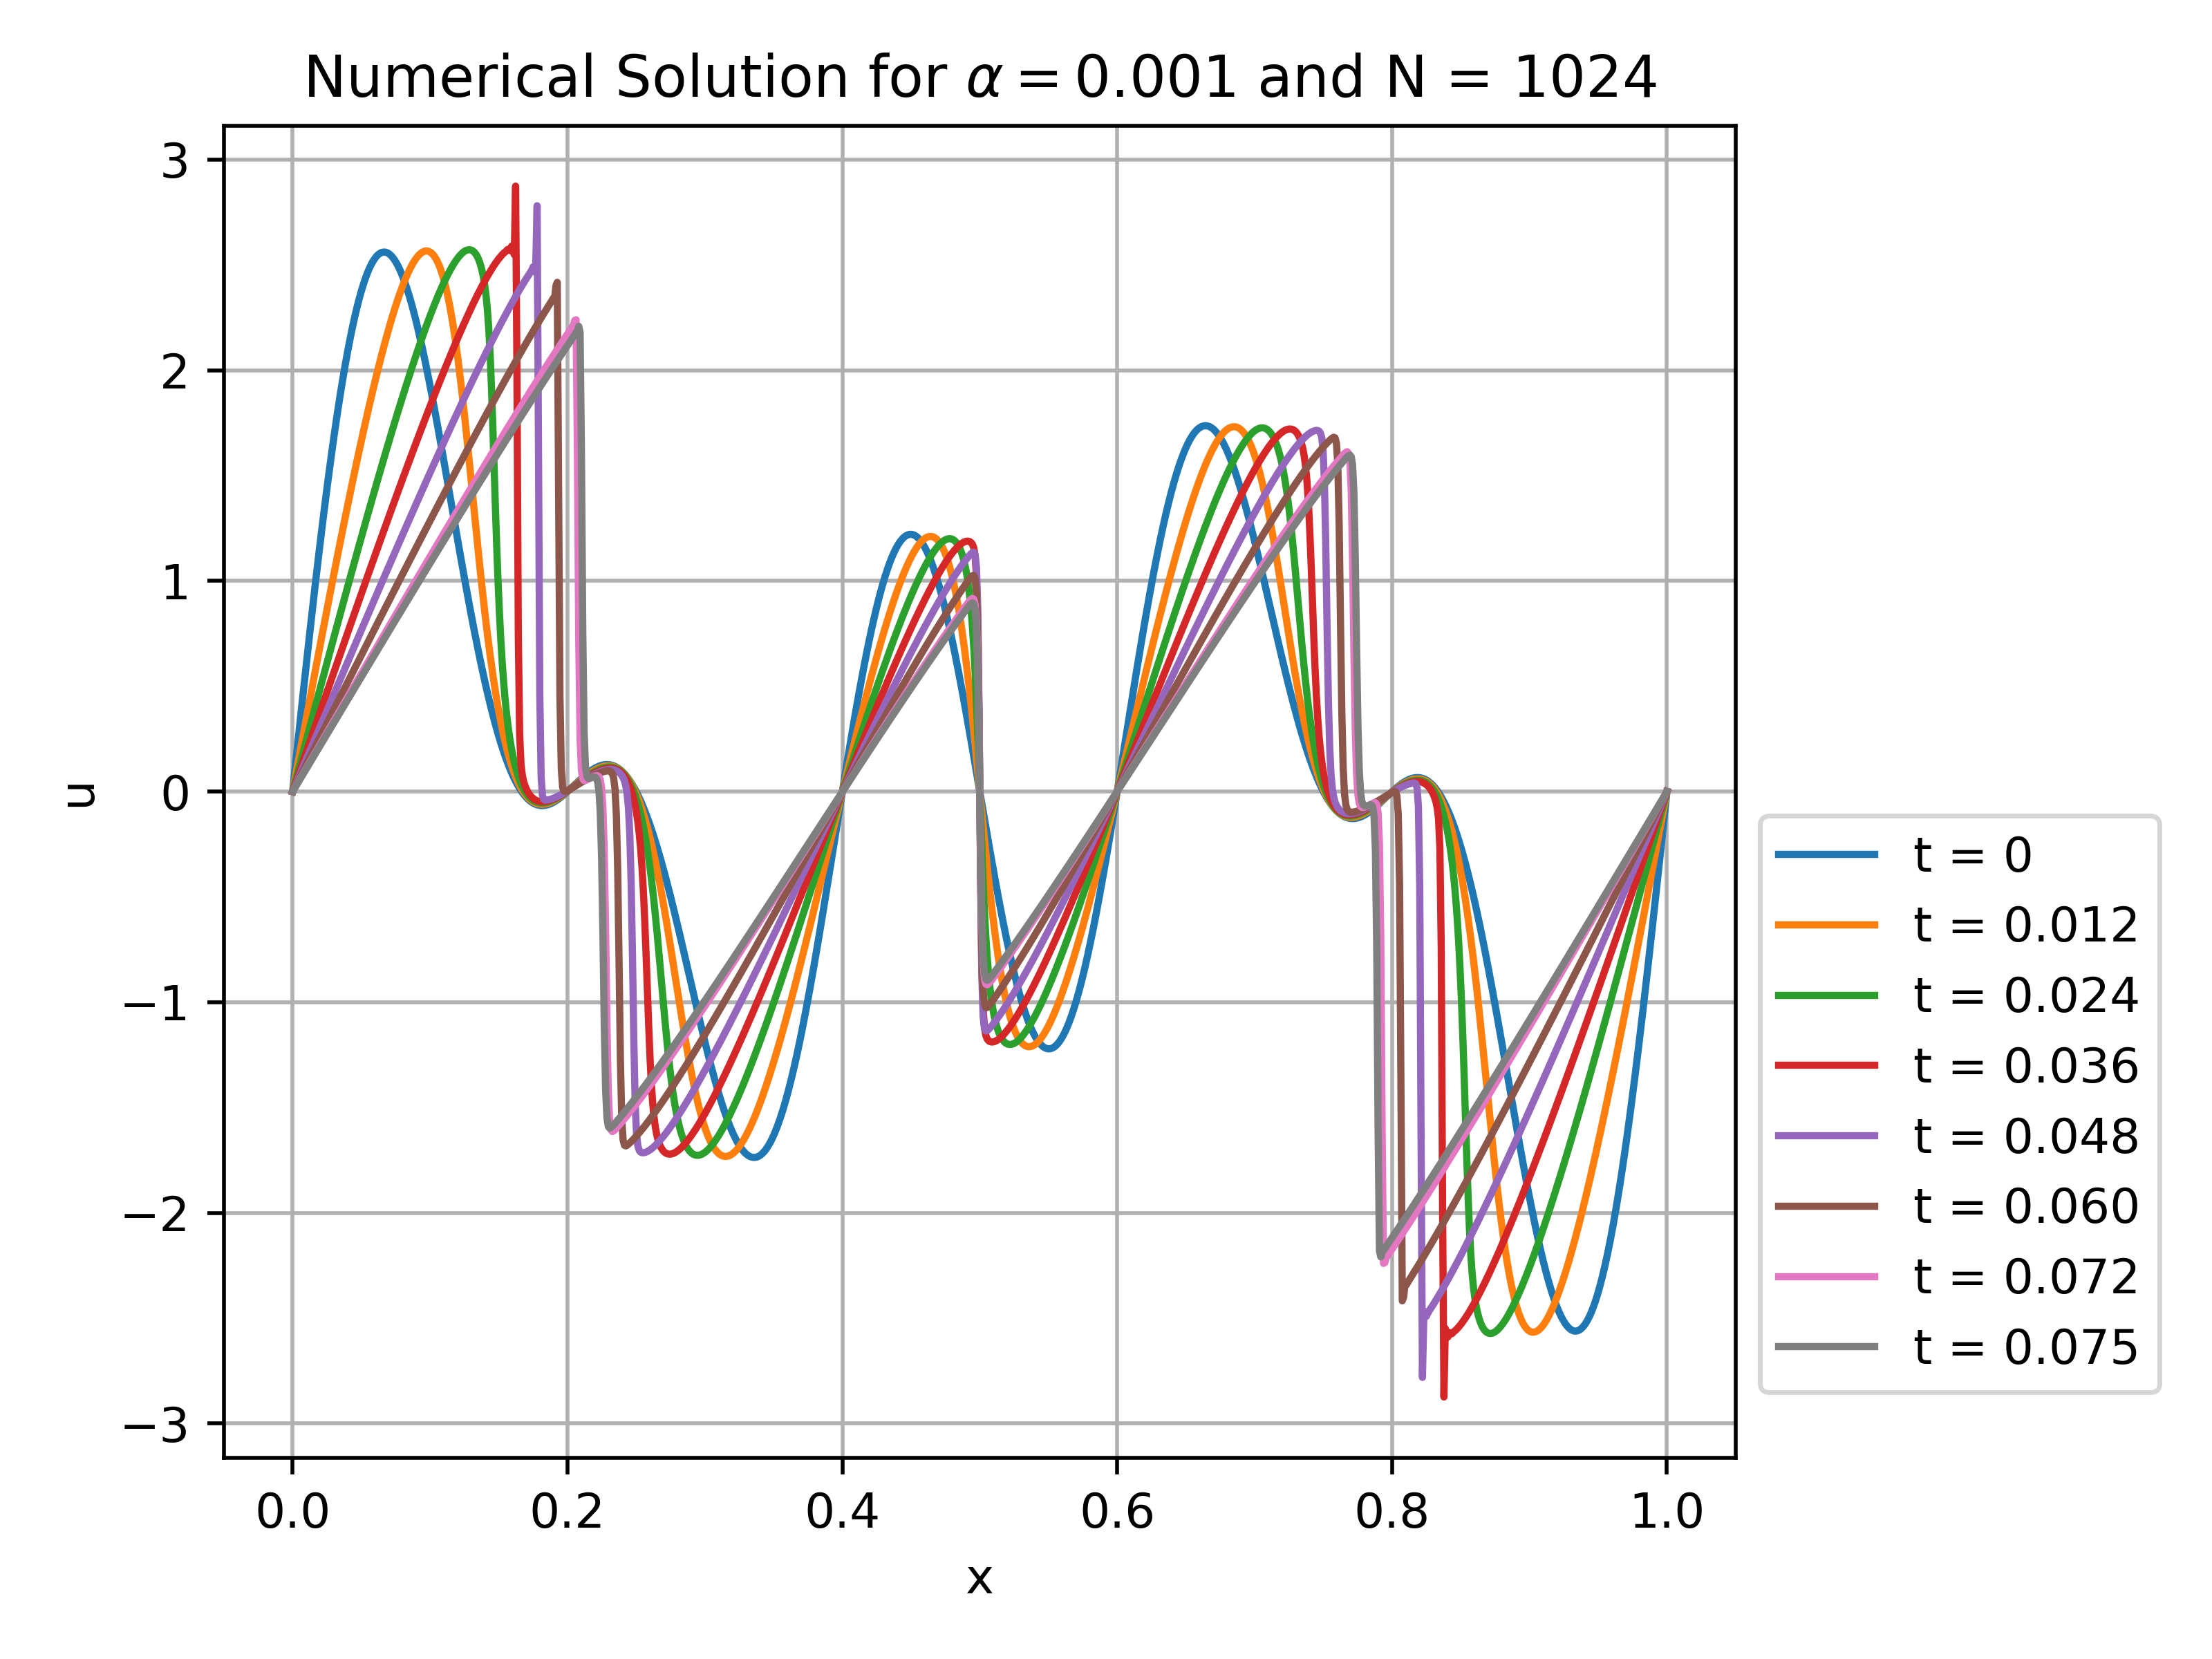 Numerical Solution for α = 0.001 and N = 1024
3
2
1
0
−1
−2
−3
u
0.0 0.2 0.4 0.6 0.8 1.0
x
t = 0
t = 0.012
t = 0.024
t = 0.036
t = 0.048
t = 0.060
t = 0.072
t = 0.075